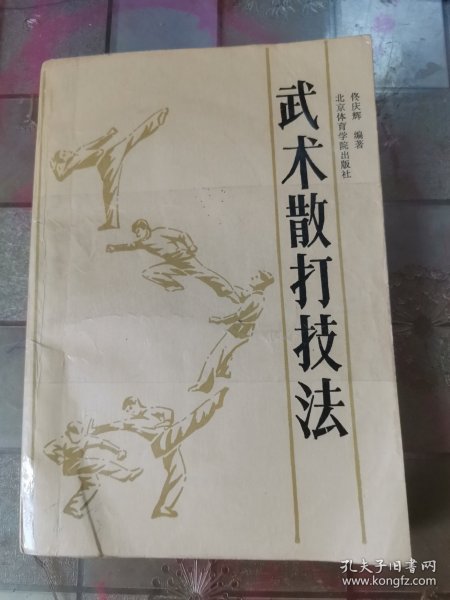 武术散打技法
佟庆辉 编著
北京体育学院出版社
孔夫子旧书网
www.kongfz.com